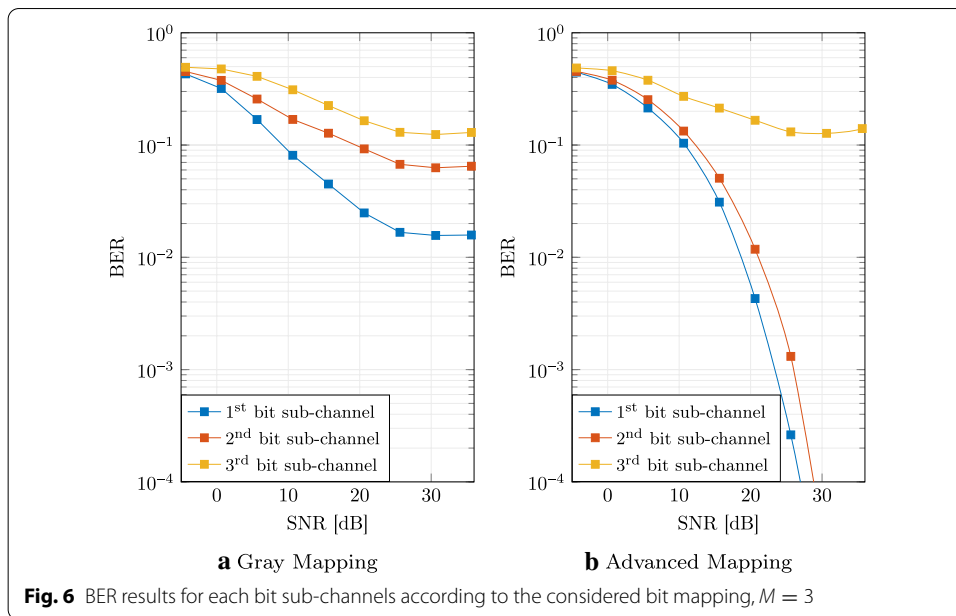 10^0
10^−1
10^−2
10^−3
10^−4
BER
0 10 20 30
SNR [dB]
1st bit sub-channel
2nd bit sub-channel
3rd bit sub-channel
a Gray Mapping
10^0
10^−1
10^−2
10^−3
10^−4
BER
0 10 20 30
SNR [dB]
1st bit sub-channel
2nd bit sub-channel
3rd bit sub-channel
b Advanced Mapping
Fig. 6 BER results for each bit sub-channels according to the considered bit mapping, M = 3